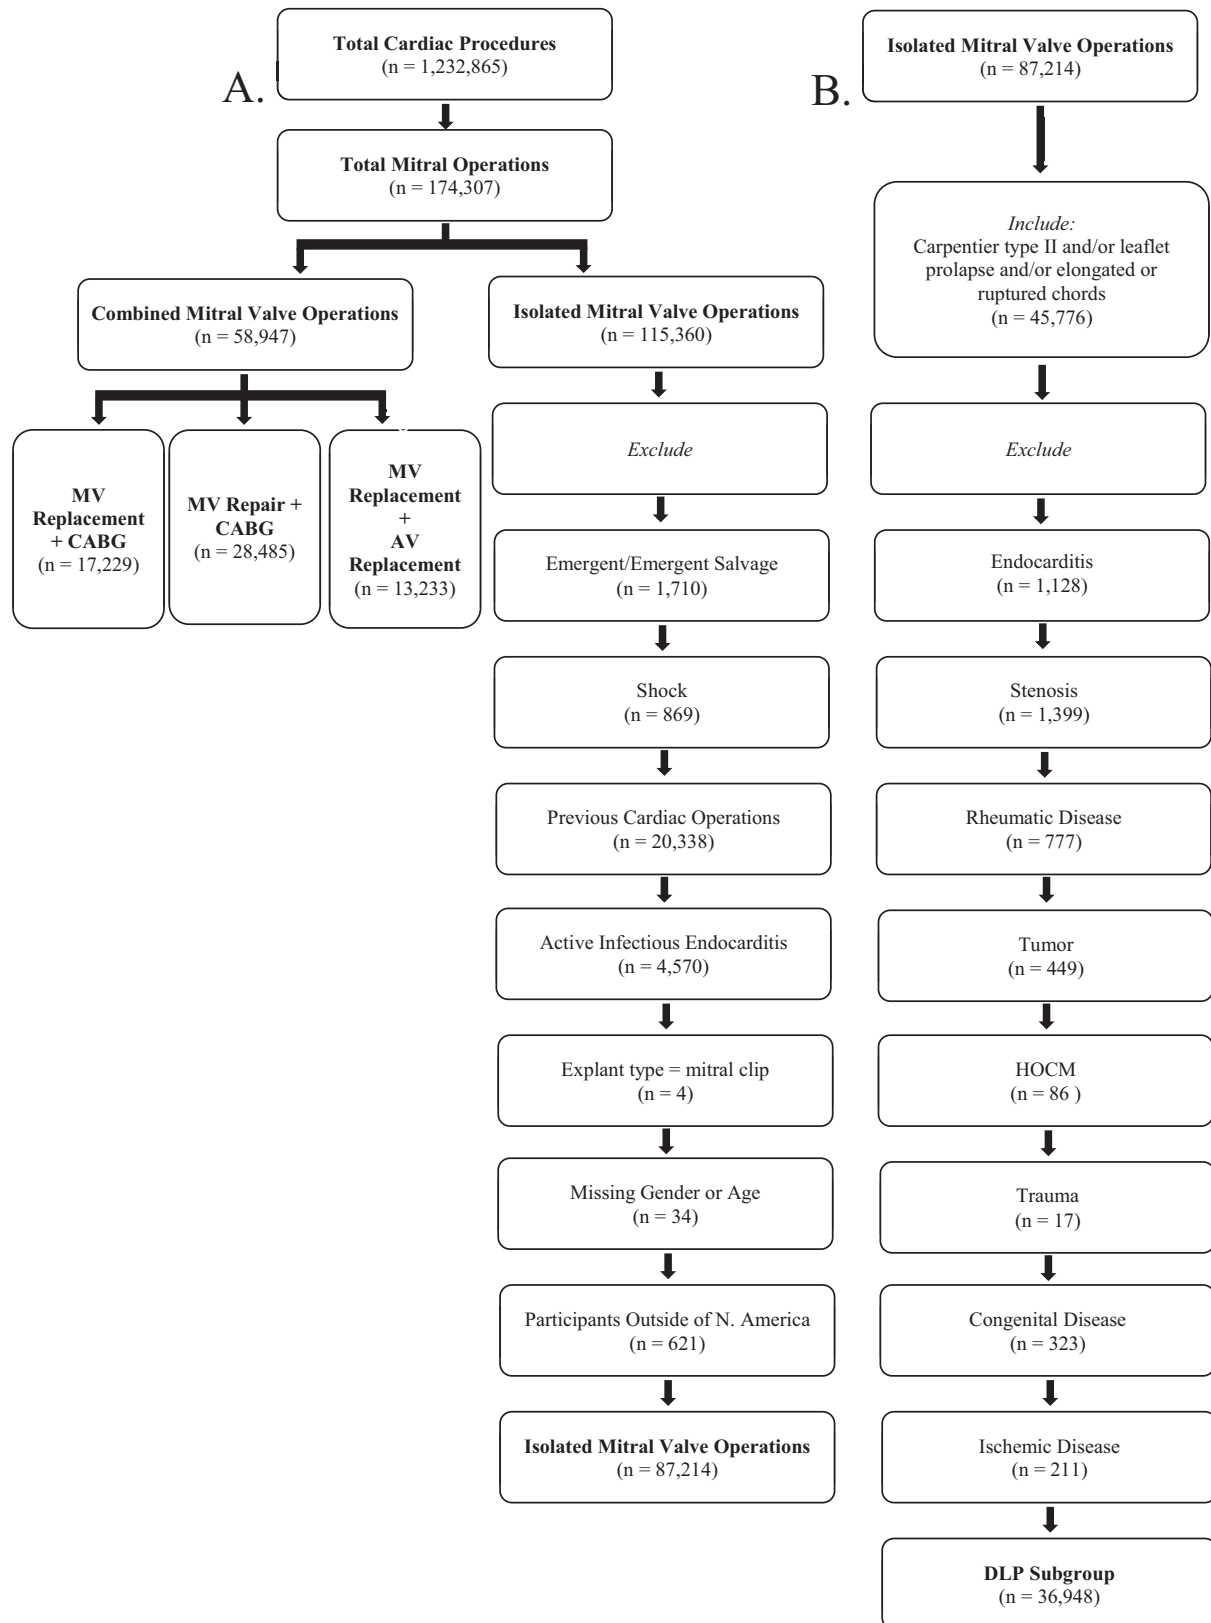 A.
Total Cardiac Procedures
(n = 1,232,865)
Total Mitral Operations
(n = 174,307)
Combined Mitral Valve Operations
(n = 58,947)
Isolated Mitral Valve Operations
(n = 115,360)
MV
Replacement
+ CABG
(n = 17,229)
MV Repair +
CABG
(n = 28,485)
MV
Replacement
+
AV
Replacement
(n = 13,233)
Exclude
Emergent/Emergent Salvage
(n = 1,710)
Shock
(n = 869)
Previous Cardiac Operations
(n = 20,338)
Active Infectious Endocarditis
(n = 4,570)
Explant type = mitral clip
(n = 4)
Missing Gender or Age
(n = 34)
Participants Outside of N. America
(n = 621)
Isolated Mitral Valve Operations
(n = 87,214)
B.
Isolated Mitral Valve Operations
(n = 87,214)
Include:
Carpentier type II and/or leaflet
prolapse and/or elongated or
ruptured chords
(n = 45,776)
Exclude
Endocarditis
(n = 1,128)
Stenosis
(n = 1,399)
Rheumatic Disease
(n = 777)
Tumor
(n = 449)
HOCM
(n = 86 )
Trauma
(n = 17)
Congenital Disease
(n = 323)
Ischemic Disease
(n = 211)
DLP Subgroup
(n = 36,948)